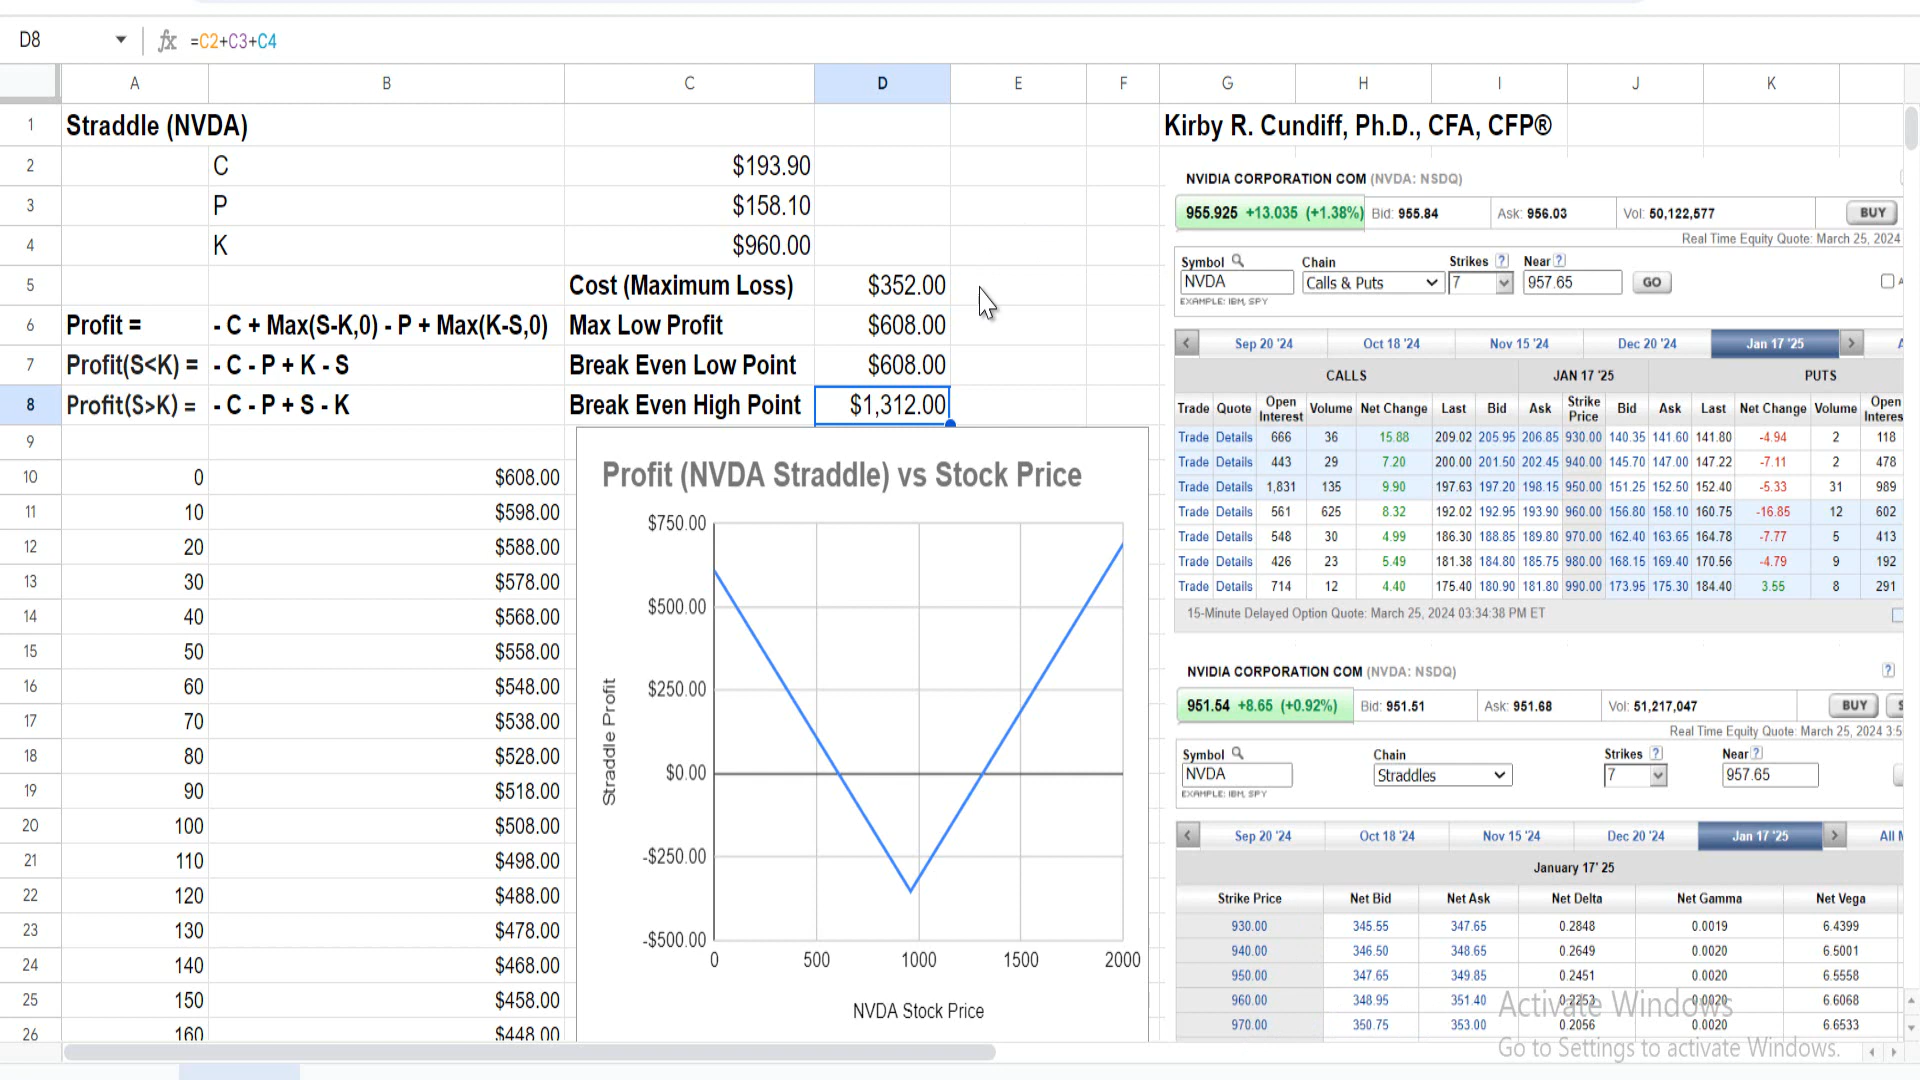 D8 fx =C2+C3+C4
A B C D E F G H I J K
1 Straddle (NVDA) Kirby R. Cundiff, Ph.D., CFA, CFP®
2 C $193.90
3 P $158.10
4 K $960.00
5 Cost (Maximum Loss) $352.00
6 Profit = - C + Max(S-K,0) - P + Max(K-S,0) Max Low Profit $608.00
7 Profit(S<K) = - C - P + K - S Break Even Low Point $608.00
8 Profit(S>K) = - C - P + S - K Break Even High Point $1,312.00
9
10 0 $608.00
11 10 $598.00
12 20 $588.00
13 30 $578.00
14 40 $568.00
15 50 $558.00
16 60 $548.00
17 70 $538.00
18 80 $528.00
19 90 $518.00
20 100 $508.00
21 110 $498.00
22 120 $488.00
23 130 $478.00
24 140 $468.00
25 150 $458.00
26 160 $448.00
Profit (NVDA Straddle) vs Stock Price
$750.00
$500.00
$250.00
$0.00
-$250.00
-$500.00
Straddle Profit
0 500 1000 1500 2000
NVDA Stock Price
NVIDIA CORPORATION COM (NVDA: NSDQ)
955.925 +13.035 (+1.38%) Bid: 955.84 Ask: 956.03 Vol: 50,122,577 BUY
Real Time Equity Quote: March 25, 2024
Symbol Chain Strikes ? Near ?
NVDA Calls & Puts 7 957.65 GO
EXAMPLE: IBM, SPY
Sep 20 '24 Oct 18 '24 Nov 15 '24 Dec 20 '24 Jan 17 '25
CALLS JAN 17 '25 PUTS
Trade Quote Open Interest Volume Net Change Last Bid Ask Strike Price Bid Ask Last Net Change Volume Open Interes
Trade Details 666 36 15.88 209.02 205.95 206.85 930.00 140.35 141.60 141.80 -4.94 2 118
Trade Details 443 29 7.20 200.00 201.50 202.45 940.00 145.70 147.00 147.22 -7.11 2 478
Trade Details 1,831 135 9.90 197.63 197.20 198.15 950.00 151.25 152.50 152.40 -5.33 31 989
Trade Details 561 625 8.32 192.02 192.95 193.90 960.00 156.80 158.10 160.75 -16.85 12 602
Trade Details 548 30 4.99 186.30 188.85 189.80 970.00 162.40 163.65 164.78 -7.77 5 413
Trade Details 426 23 5.49 181.38 184.80 185.75 980.00 168.15 169.40 170.56 -4.79 9 192
Trade Details 714 12 4.40 175.40 180.90 181.80 990.00 173.95 175.30 184.40 3.55 8 291
15-Minute Delayed Option Quote: March 25, 2024 03:34:38 PM ET
NVIDIA CORPORATION COM (NVDA: NSDQ) ?
951.54 +8.65 (+0.92%) Bid: 951.51 Ask: 951.68 Vol: 51,217,047 BUY S
Real Time Equity Quote: March 25, 2024 3:5
Symbol Chain Strikes ? Near ?
NVDA Straddles 7 957.65
EXAMPLE: IBM, SPY
Sep 20 '24 Oct 18 '24 Nov 15 '24 Dec 20 '24 Jan 17 '25 All
January 17' 25
Strike Price Net Bid Net Ask Net Delta Net Gamma Net Vega
930.00 345.55 347.65 0.2848 0.0019 6.4399
940.00 346.50 348.65 0.2649 0.0020 6.5001
950.00 347.65 349.85 0.2451 0.0020 6.5558
960.00 348.95 351.40 0.2253 0.0020 6.6068
970.00 350.75 353.00 0.2056 0.0020 6.6533
Activate Windows
Go to Settings to activate Windows.